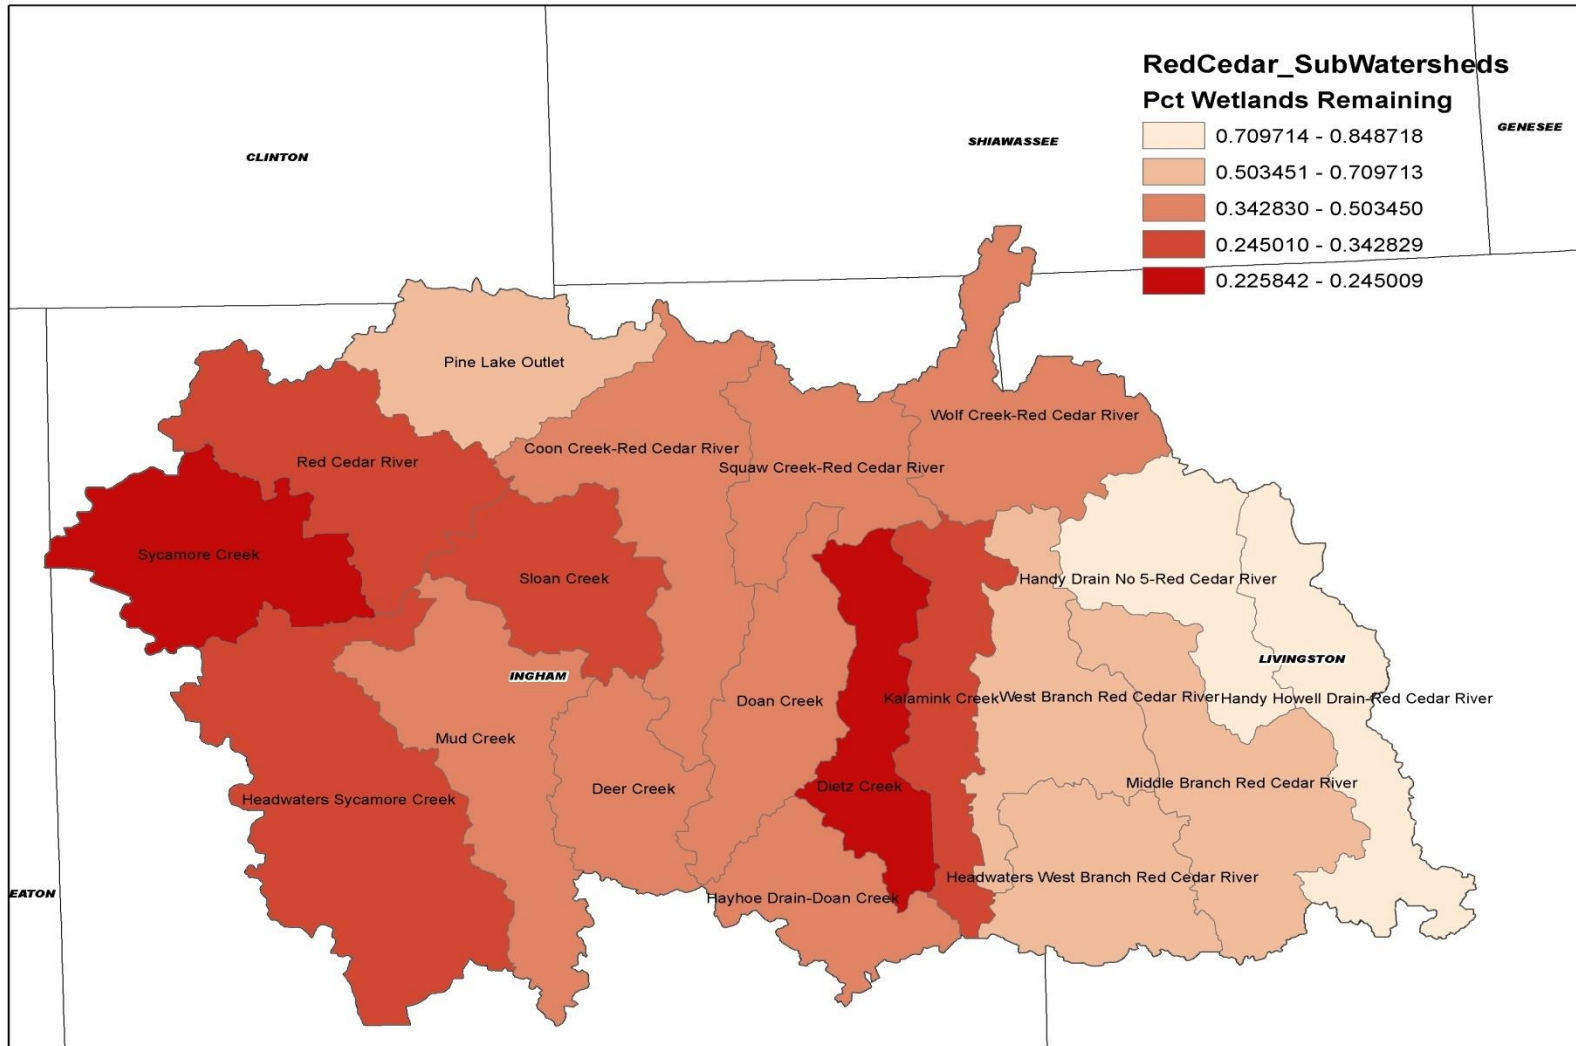 RedCedar_SubWatersheds
Pct Wetlands Remaining
0.709714 - 0.848718
0.503451 - 0.709713
0.342830 - 0.503450
0.245010 - 0.342829
0.225842 - 0.245009
GENESEE
SHIAWASSEE
CLINTON
Pine Lake Outlet
Wolf Creek-Red Cedar River
Coon Creek-Red Cedar River
Red Cedar River
Squaw Creek-Red Cedar River
Sycamore Creek
Sloan Creek
Handy Drain No 5-Red Cedar River
LIVINGSTON
INGHAM
Doan Creek
Kalamink Creek
West Branch Red Cedar River
Handy Howell Drain-Red Cedar River
Mud Creek
Middle Branch Red Cedar River
Dietz Creek
Deer Creek
Headwaters Sycamore Creek
Headwaters West Branch Red Cedar River
EATON
Hayhoe Drain-Doan Creek